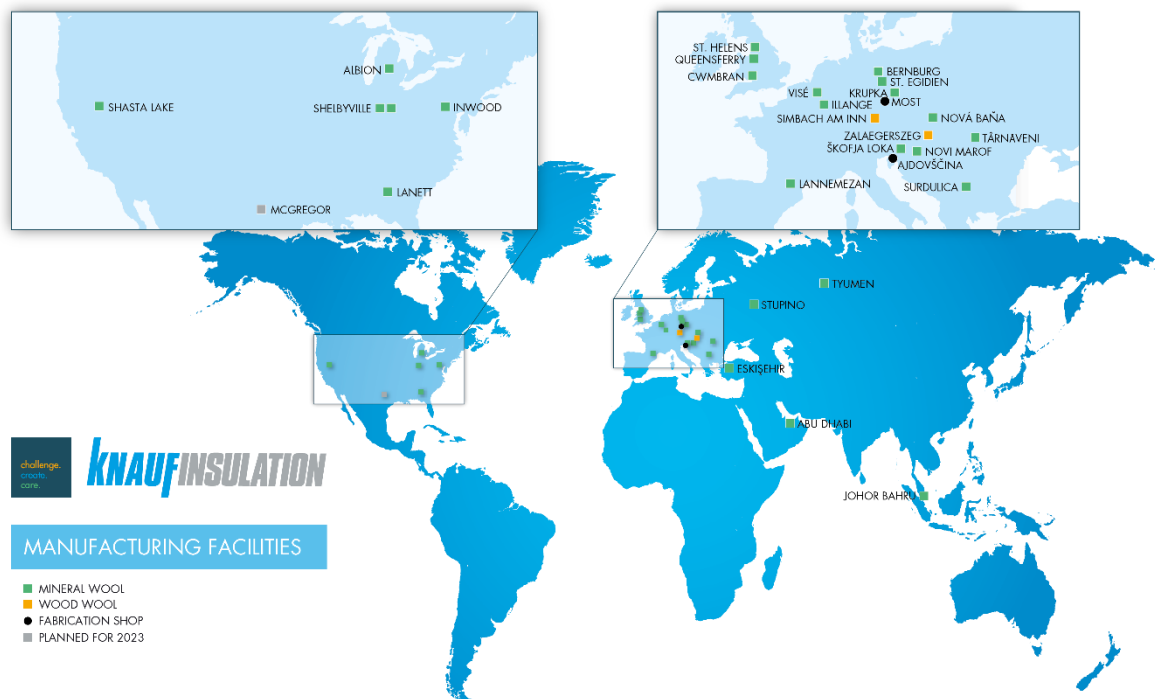 ALBION
SHASTA LAKE
SHELBYVILLE
INWOOD
LANETT
MCGREGOR
ST. HELENS
QUEENSFERRY
CWMBRAN
BERNBURG
ST. EGIDIEN
VISÉ
KRUPKA
MOST
ILLANGE
SIMBACH AM INN
NOVÁ BAŇA
ZALAEGERSZEG
TÂRNAVENI
ŠKOFJA LOKA
NOVI MAROF
AJDOVŠČINA
LANNEMEZAN
SURDULICA
TYUMEN
STUPINO
ESKIŞEHIR
ABU DHABI
JOHOR BAHRU
challenge.
create.
care.
KNAUFINSULATION
MANUFACTURING FACILITIES
MINERAL WOOL
WOOD WOOL
FABRICATION SHOP
PLANNED FOR 2023